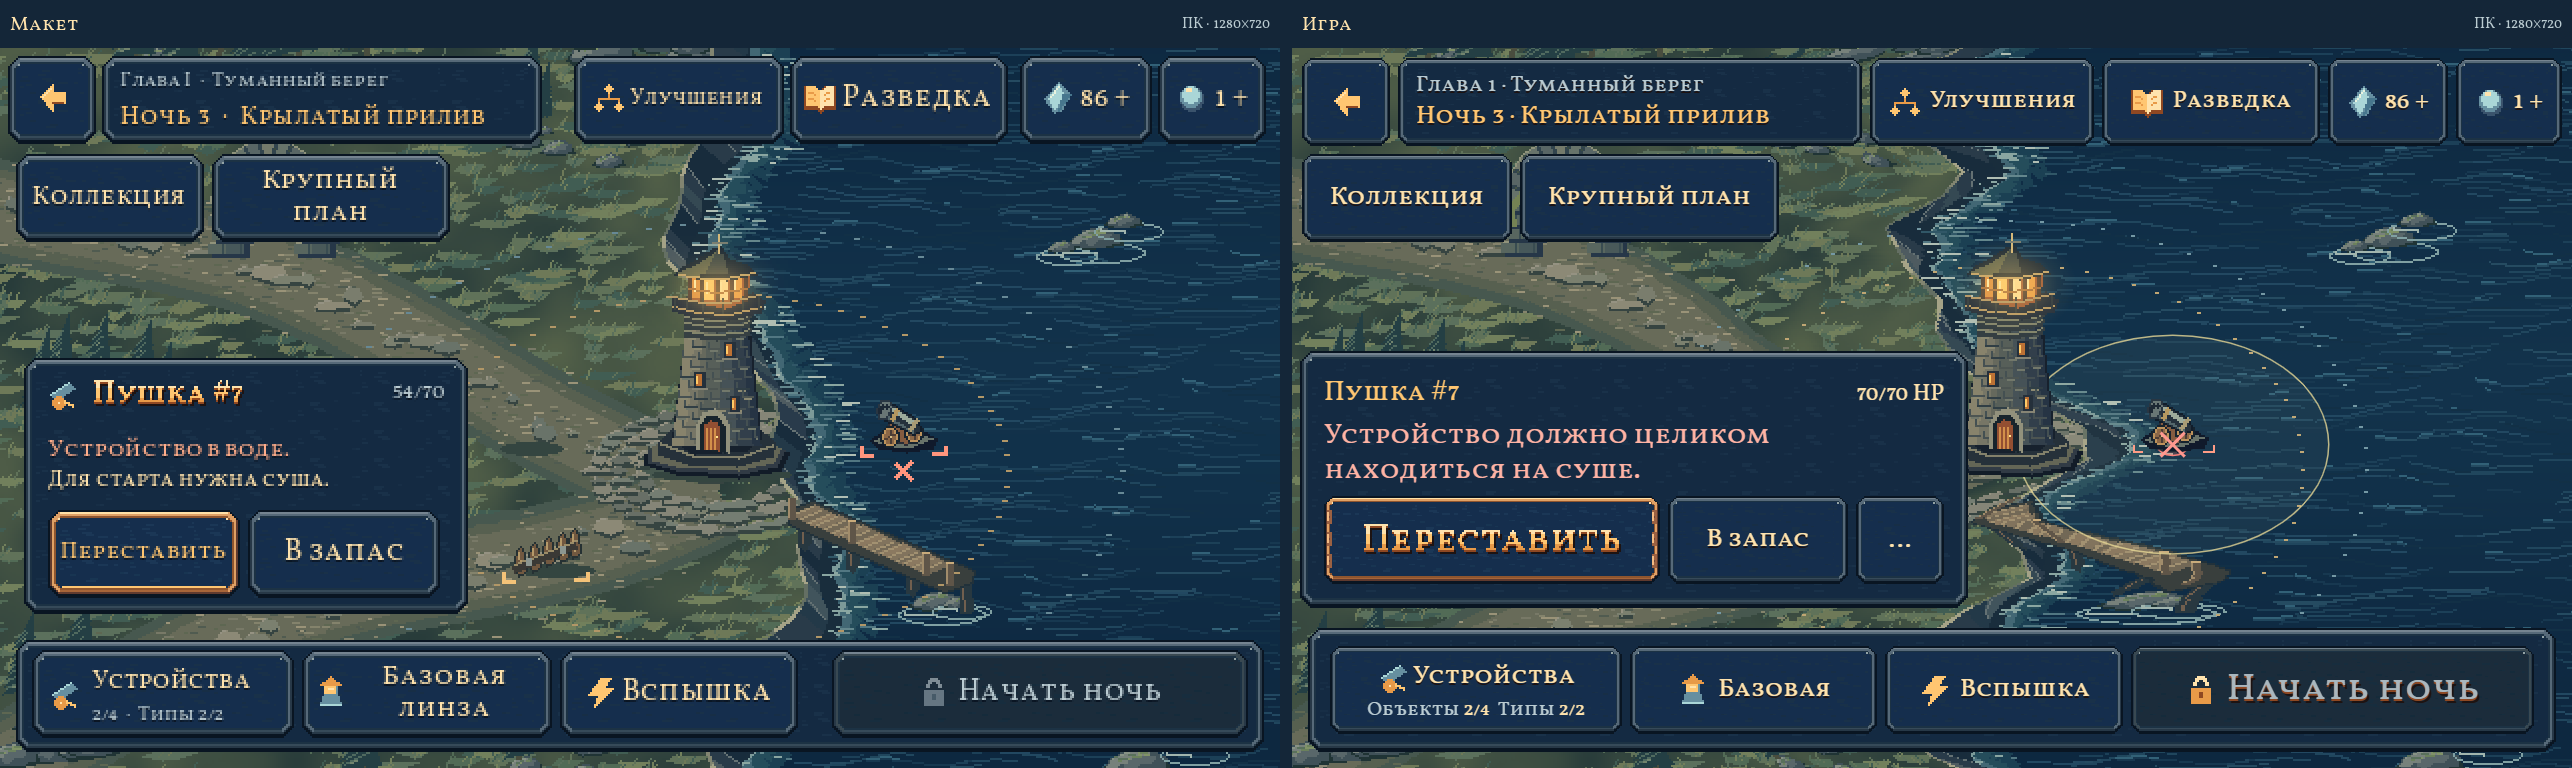 Макет
ПК · 1280×720
Глава I · Туманный берег
Ночь 3 · Крылатый прилив
Улучшения
Разведка
86 +
1 +
Коллекция
Крупный
план
Пушка #7
54/70
Устройство в воде.
Для старта нужна суша.
Переставить
В запас
Устройства
2/4 · Типы 2/2
Базовая
линза
Вспышка
Начать ночь
Игра
ПК · 1280×720
Глава 1 · Туманный берег
Ночь 3 · Крылатый прилив
Улучшения
Разведка
86 +
1 +
Коллекция
Крупный план
Пушка #7
70/70 HP
Устройство должно целиком
находиться на суше.
Переставить
В запас
...
Устройства
Объекты 2/4 Типы 2/2
Базовая
Вспышка
Начать ночь